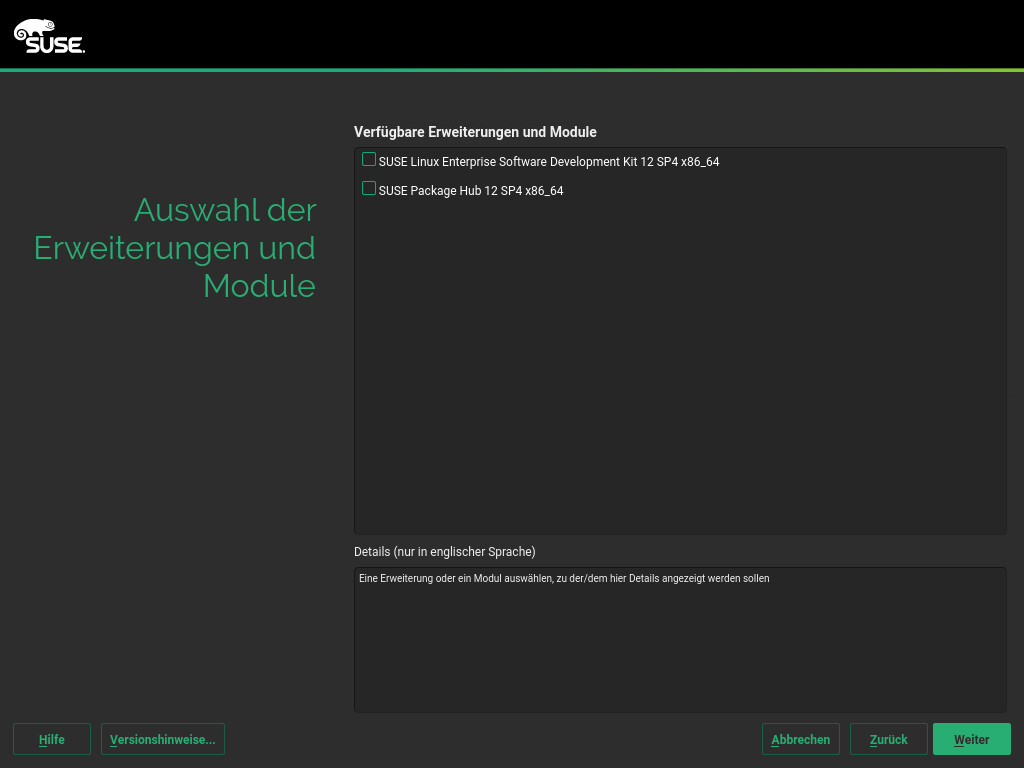 SUSE.
Verfügbare Erweiterungen und Module
SUSE Linux Enterprise Software Development Kit 12 SP4 x86_64
SUSE Package Hub 12 SP4 x86_64
Auswahl der
Erweiterungen und
Module
Details (nur in englischer Sprache)
Eine Erweiterung oder ein Modul auswählen, zu der/dem hier Details angezeigt werden sollen
Hilfe
Versionshinweise...
Abbrechen
Zurück
Weiter